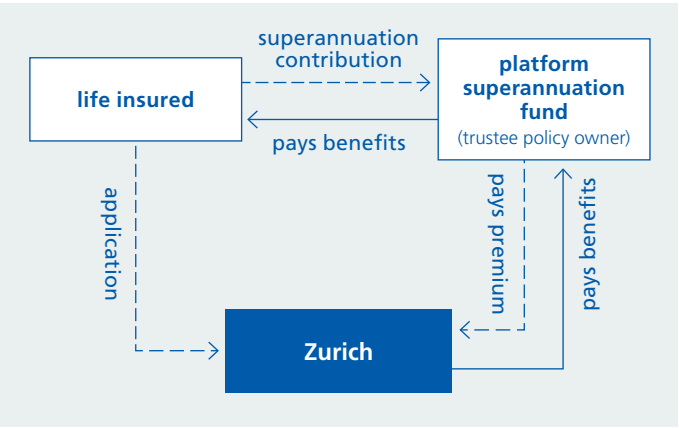 superannuation
contribution
life insured
platform
superannuation
fund
(trustee policy owner)
pays benefits
application
pays premium
pays benefits
Zurich